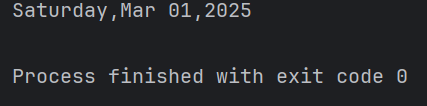 Saturday,Mar 01,2025
Process finished with exit code 0